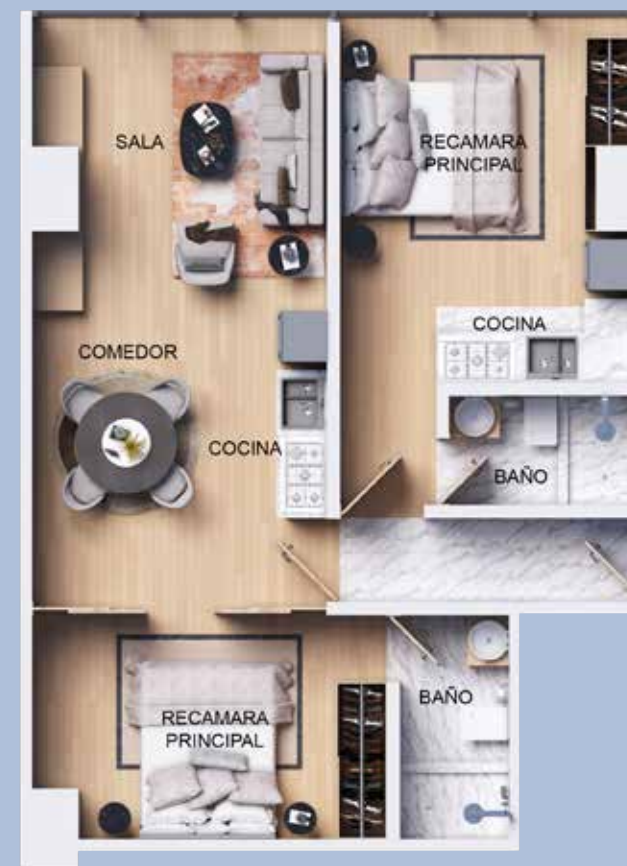 SALA
RECAMARA
PRINCIPAL
COCINA
COMEDOR
COCINA
BAÑO
RECAMARA
PRINCIPAL
BAÑO